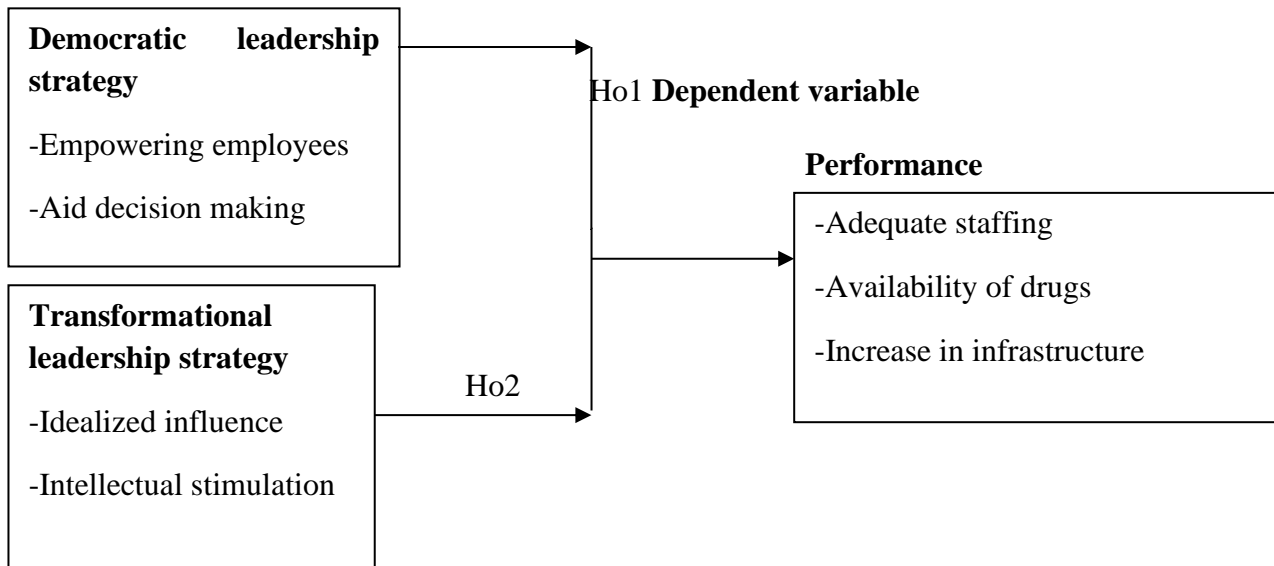 Democratic leadership
strategy
-Empowering employees
-Aid decision making
Ho1 Dependent variable
Performance
-Adequate staffing
-Availability of drugs
-Increase in infrastructure
Transformational
leadership strategy
-Idealized influence
-Intellectual stimulation
Ho2